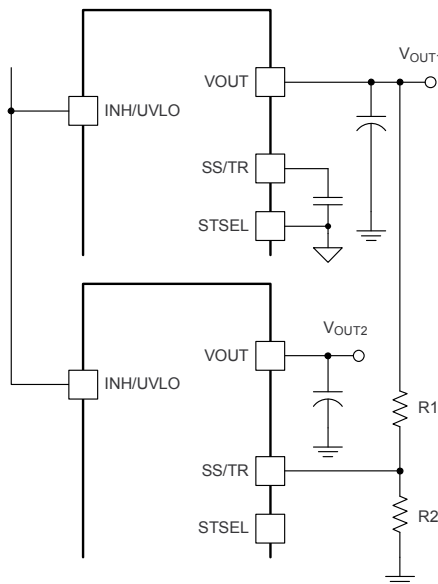 VOUT
VOUT1
INH/UVLO
SS/TR
STSEL
VOUT2
VOUT
INH/UVLO
R1
SS/TR
R2
STSEL